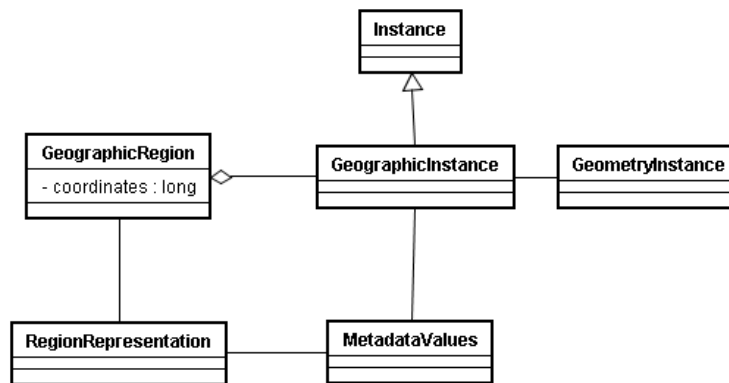 Instance
GeographicRegion
- coordinates : long
GeographicInstance
GeometryInstance
RegionRepresentation
MetadataValues